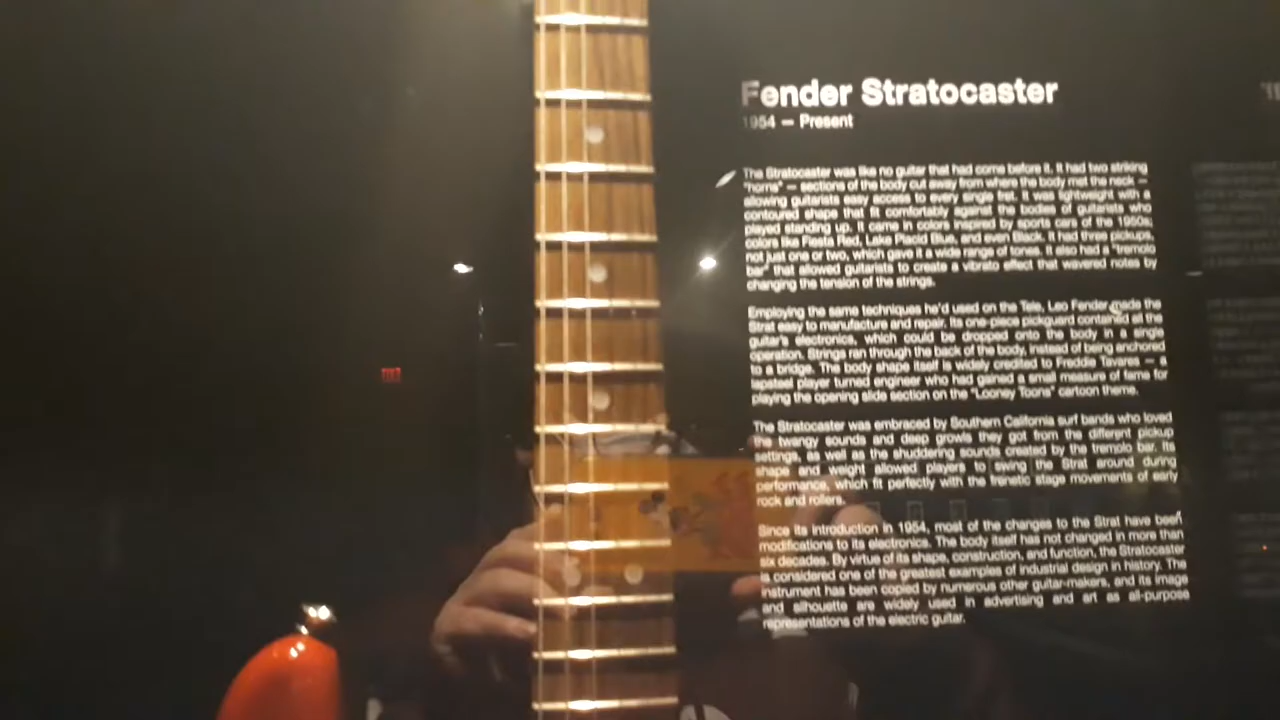 Fender Stratocaster
1954 — Present
The Stratocaster was like no guitar that had come before it. It had two striking
"horns" — sections of the body cut away from where the body met the neck —
allowing guitarists easy access to every single fret. It was lightweight with a
contoured shape that fit comfortably against the bodies of guitarists who
played standing up. It came in colors inspired by sports cars of the 1950s,
colors like Fiesta Red, Lake Placid Blue, and even Black. It had three pickups,
not just one or two, which gave it a wide range of tones. It also had a "tremolo
bar" that allowed guitarists to create a vibrato effect that wavered notes by
changing the tension of the strings.
Employing the same techniques he'd used on the Tele, Leo Fender made the
Strat easy to manufacture and repair. Its one-piece pickguard contained all the
guitar's electronics, which could be dropped onto the body in a single
operation. Strings ran through the back of the body, instead of being anchored
to a bridge. The body shape itself is widely credited to Freddie Tavares — a
lapsteel player turned engineer who had gained a small measure of fame for
playing the opening slide section on the "Looney Toons" cartoon theme.
The Stratocaster was embraced by Southern California surf bands who loved
the twangy sounds and deep growls they got from the different pickup
settings, as well as the shuddering sounds created by the tremolo bar. Its
shape and weight allowed players to swing the Strat around during
performance, which fit perfectly with the frenetic stage movements of early
rock and rollers.
Since its introduction in 1954, most of the changes to the Strat have been
modifications to its electronics. The body itself has not changed in more than
six decades. By virtue of its shape, construction, and function, the Stratocaster
is considered one of the greatest examples of industrial design in history. The
instrument has been copied by numerous other guitar-makers, and its image
and silhouette are widely used in advertising and art as all-purpose
representations of the electric guitar.